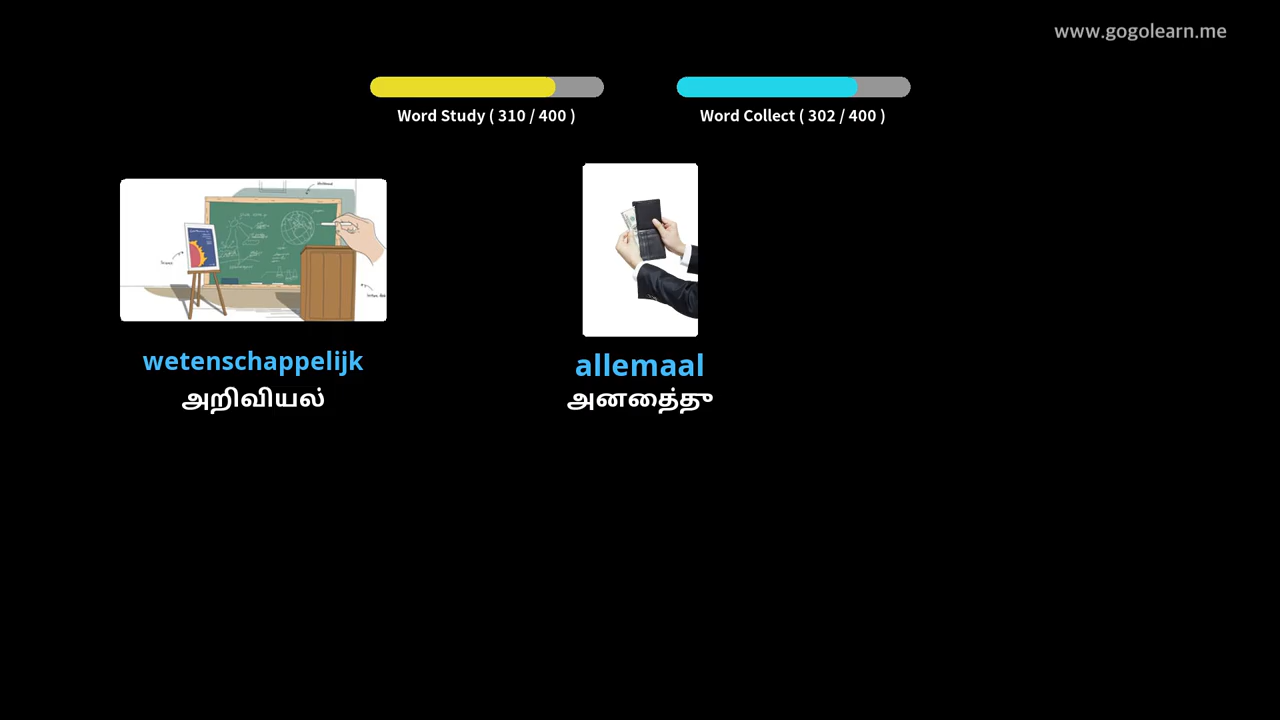 www.gogolearn.me
Word Study ( 310 / 400 )
Word Collect ( 302 / 400 )
wetenschappelijk
அறிவியல்
allemaal
அனைத்து